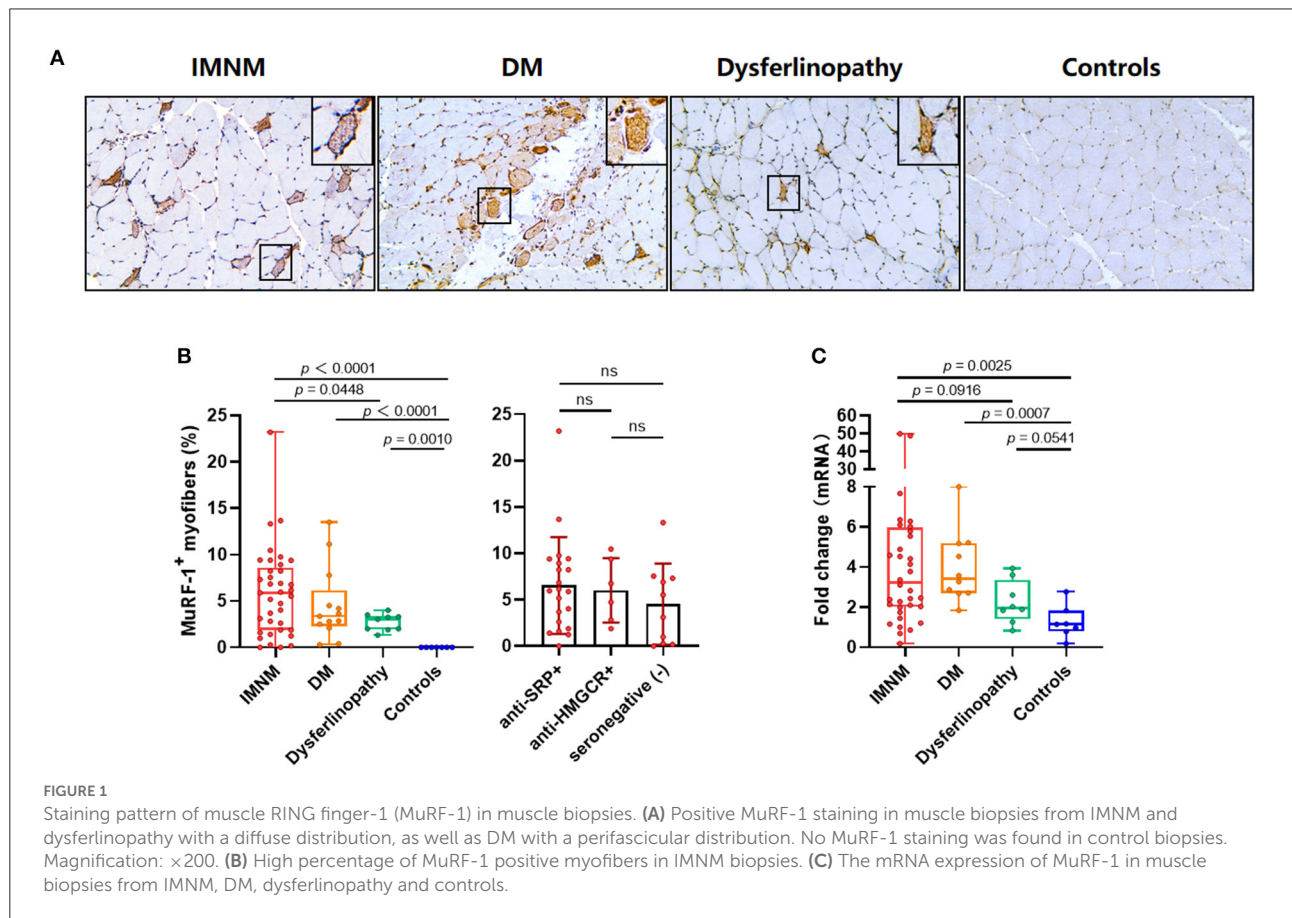 A
IMNM
DM
Dysferlinopathy
Controls
B
p < 0.0001
p = 0.0448
p < 0.0001
p = 0.0010
MuRF-1+ myofibers (%)
25
20
15
10
5
0
IMNM
DM
Dysferlinopathy
Controls
ns
ns
ns
25
20
15
10
5
0
anti-SRP+
anti-HMGCR+
seronegative (-)
C
p = 0.0025
p = 0.0916
p = 0.0007
p = 0.0541
Fold change (mRNA)
60
50
40
30
8
6
4
2
0
IMNM
DM
Dysferlinopathy
Controls
FIGURE 1
Staining pattern of muscle RING finger-1 (MuRF-1) in muscle biopsies. (A) Positive MuRF-1 staining in muscle biopsies from IMNM and
dysferlinopathy with a diffuse distribution, as well as DM with a perifascicular distribution. No MuRF-1 staining was found in control biopsies.
Magnification: ×200. (B) High percentage of MuRF-1 positive myofibers in IMNM biopsies. (C) The mRNA expression of MuRF-1 in muscle
biopsies from IMNM, DM, dysferlinopathy and controls.